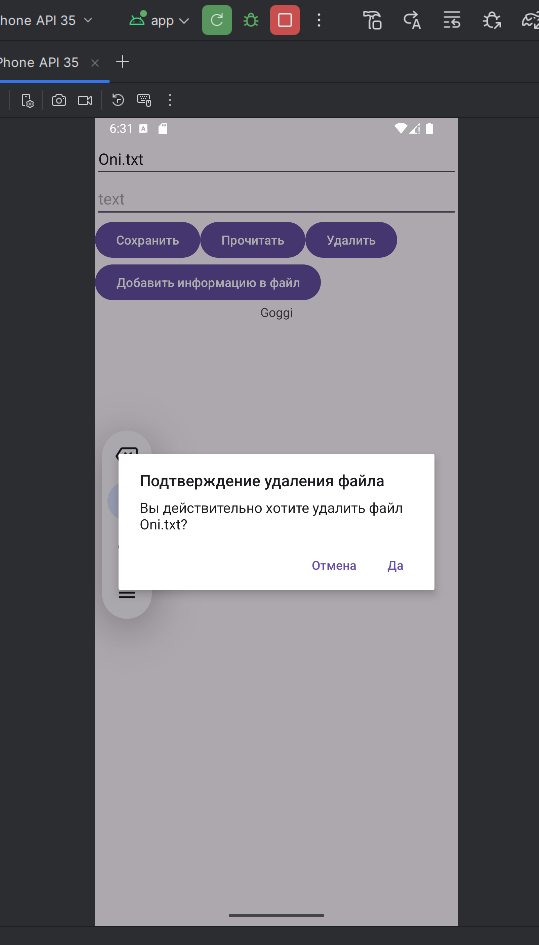 hone API 35
app
Phone API 35
6:31
Oni.txt
text
Сохранить Прочитать Удалить
Добавить информацию в файл
Goggi
Подтверждение удаления файла
Вы действительно хотите удалить файл
Oni.txt?
Отмена Да